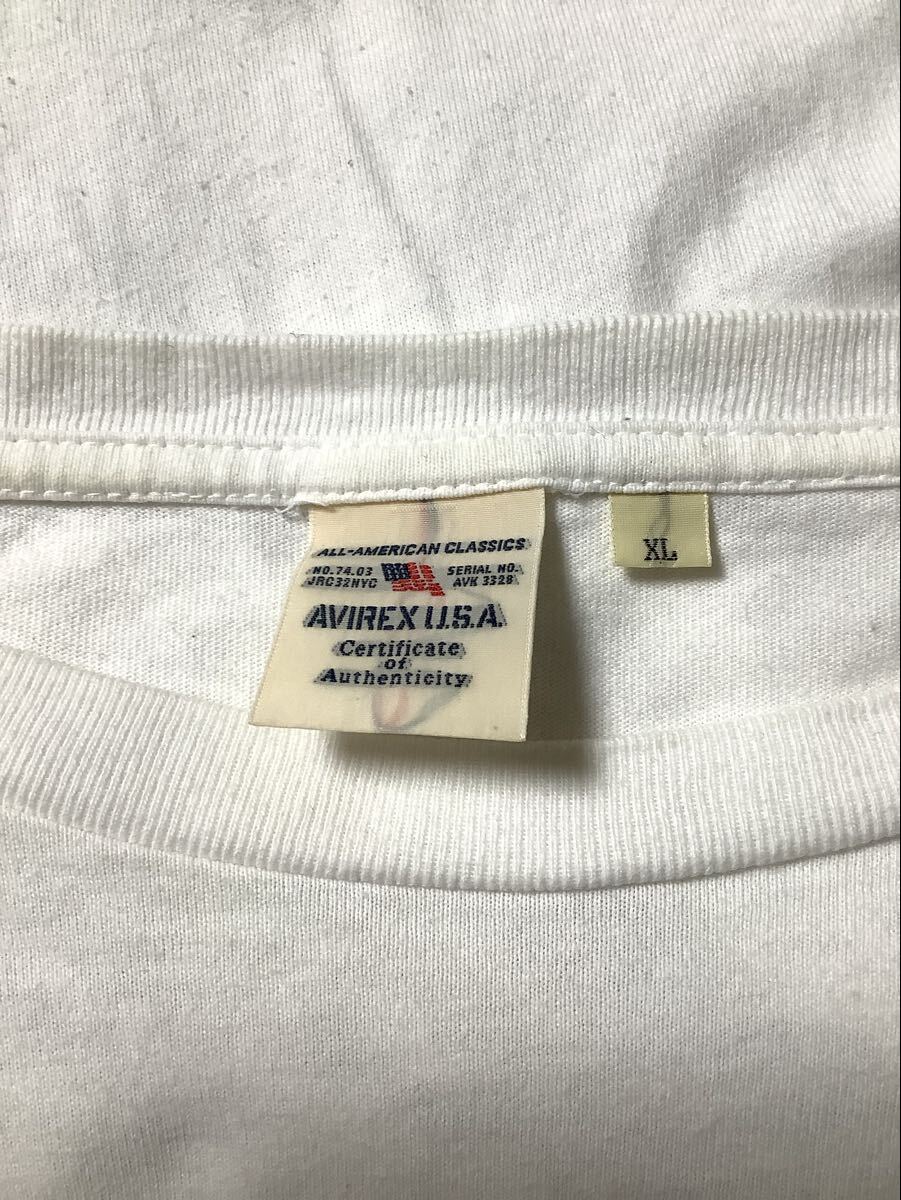 ALL-AMERICAN CLASSICS
NO.74.03
JRC32NYC
SERIAL NO.
AVK 3328
AVIREX U.S.A.
Certificate
of
Authenticity
XL